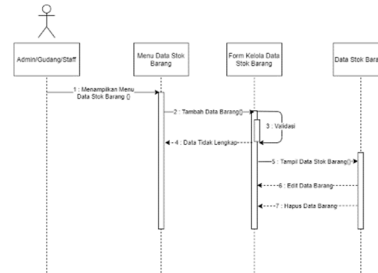 Admin/Gudang/Staff
Menu Data Stok
Barang
Form Kelola Data
Stok Barang
Data Stok Bara
1 : Menampilkan Menu
Data Stok Barang ()
2 : Tambah Data Barang()
3 : Validasi
4 : Data Tidak Lengkap
5 : Tampil Data Stok Barang()
6 : Edit Data Barang
7 : Hapus Data Barang